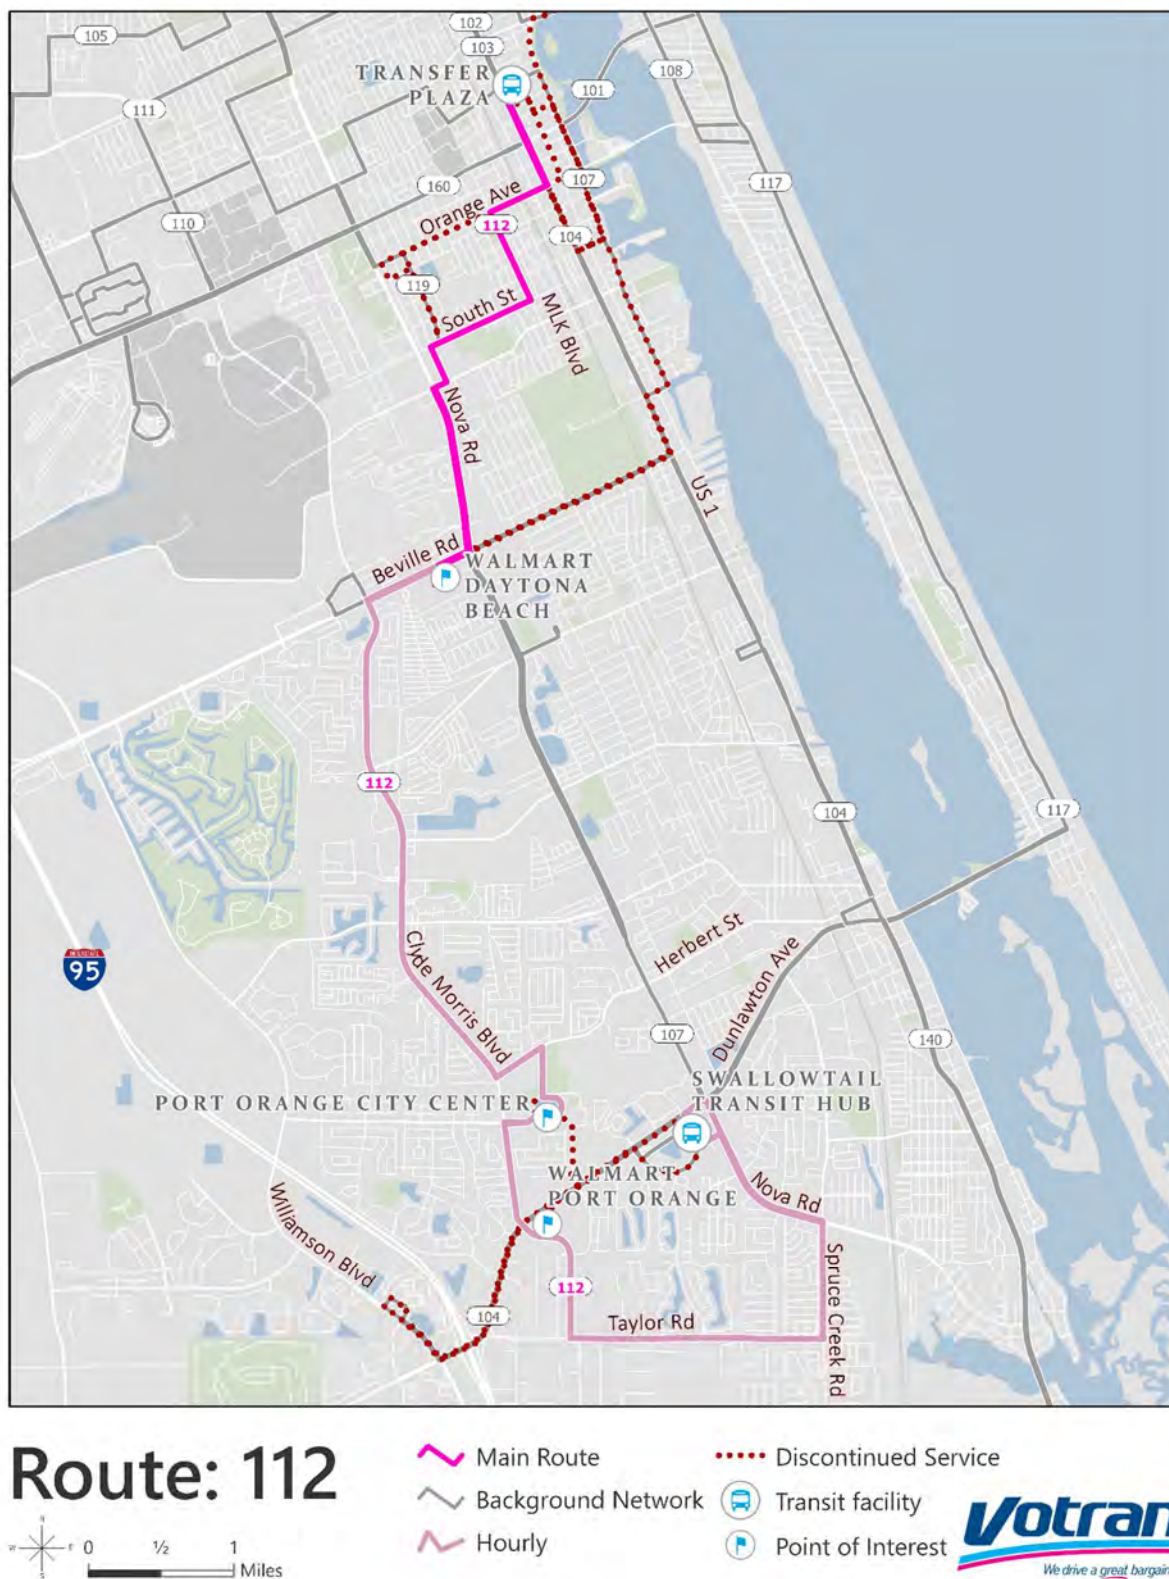 102
105
103
TRANSFER
PLAZA
108
101
111
117
107
160
Orange Ave
110
112
104
119
South St
MLK Blvd
Nova Rd
US 1
Beville Rd
WALMART
DAYTONA
BEACH
112
104
117
Herbert St
Clyde Morris Blvd
Dunlawton Ave
95
107
140
SWALLOWTAIL
TRANSIT HUB
PORT ORANGE CITY CENTER
WALMART
PORT ORANGE
Nova Rd
Williamson Blvd
Spruce Creek Rd
112
104
Taylor Rd
Route: 112
Main Route
Discontinued Service
Background Network
Transit facility
Hourly
Point of Interest
N
W
E
S
0 ½ 1
Miles
Votran
We drive a great bargain